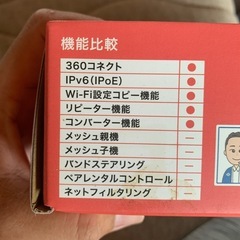 機能比較
360コネクト ●
IPv6(IPoE) ●
Wi-Fi設定コピー機能 ●
リピーター機能 ●
コンバーター機能 ●
メッシュ親機 –
メッシュ子機 –
バンドステアリング –
ペアレンタルコントロール –
ネットフィルタリング –